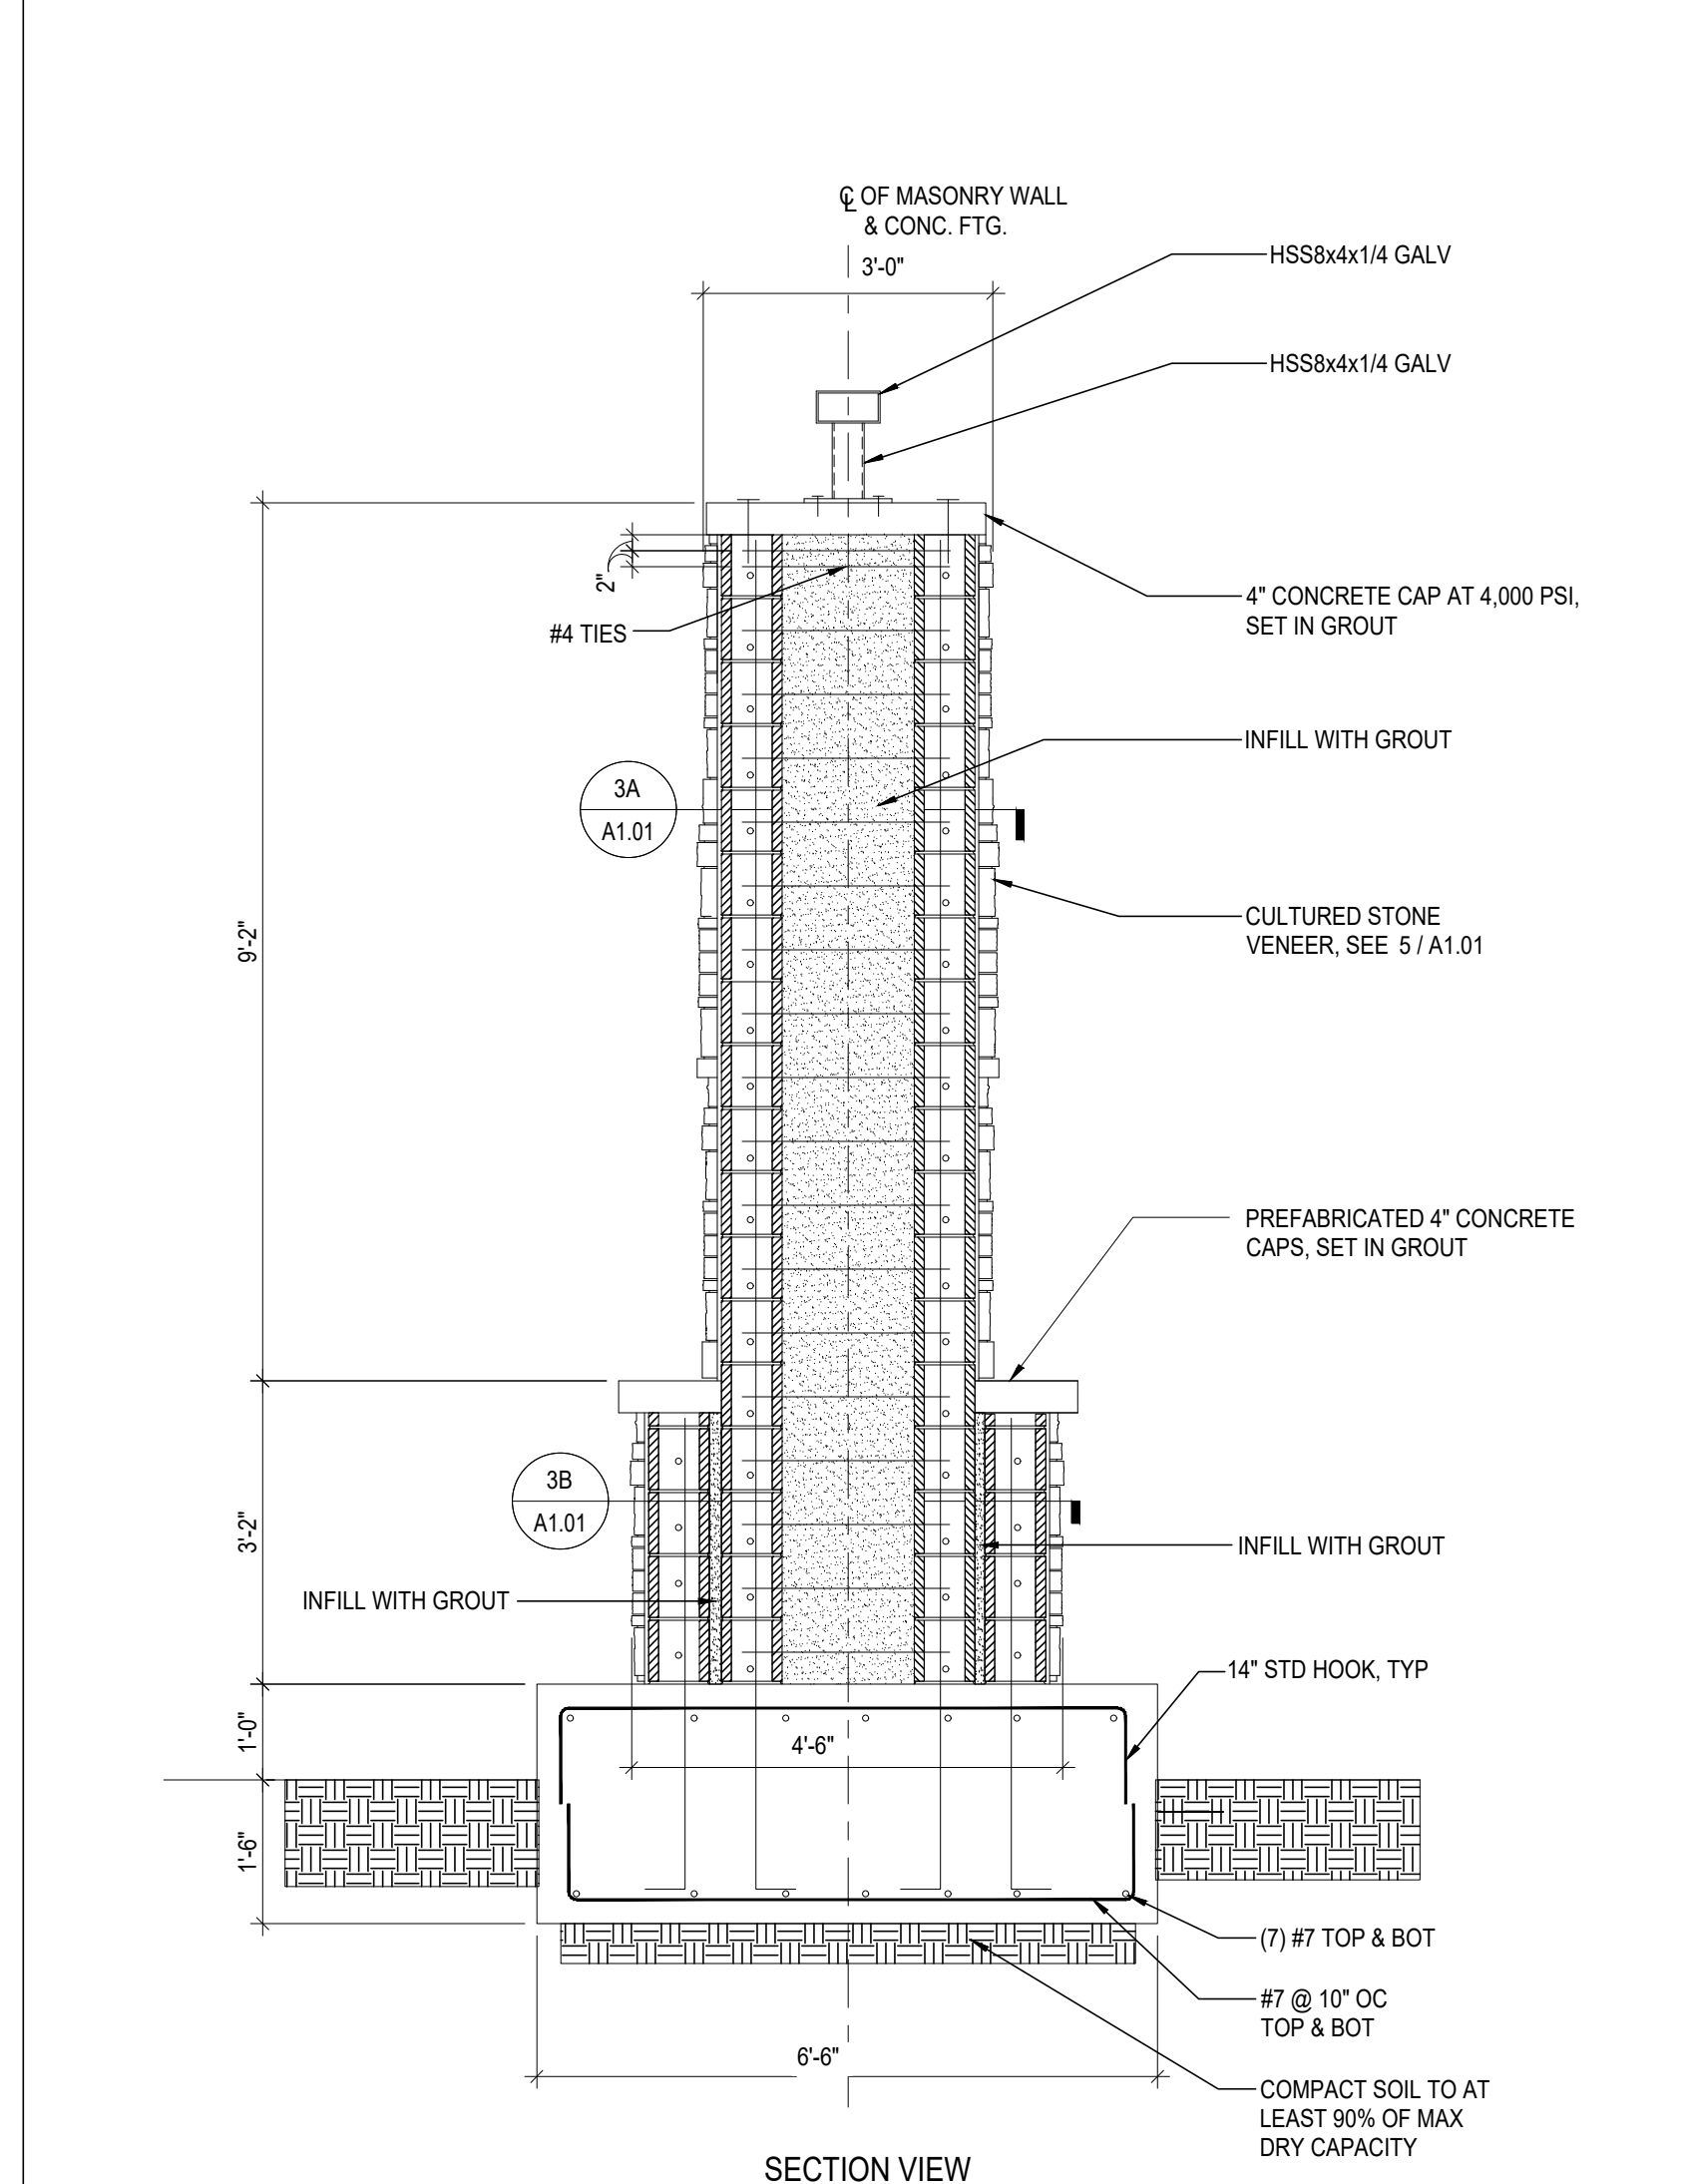 ℄ OF MASONRY WALL
& CONC. FTG.
3'-0"
HSS8x4x1/4 GALV
HSS8x4x1/4 GALV
2"
#4 TIES
4" CONCRETE CAP AT 4,000 PSI,
SET IN GROUT
INFILL WITH GROUT
3A
A1.01
CULTURED STONE
VENEER, SEE 5 / A1.01
9'-2"
PREFABRICATED 4" CONCRETE
CAPS, SET IN GROUT
3B
A1.01
3'-2"
INFILL WITH GROUT
INFILL WITH GROUT
14" STD HOOK, TYP
1'-0"
4'-6"
1'-6"
(7) #7 TOP & BOT
#7 @ 10" OC
TOP & BOT
6'-6"
COMPACT SOIL TO AT
LEAST 90% OF MAX
DRY CAPACITY
SECTION VIEW